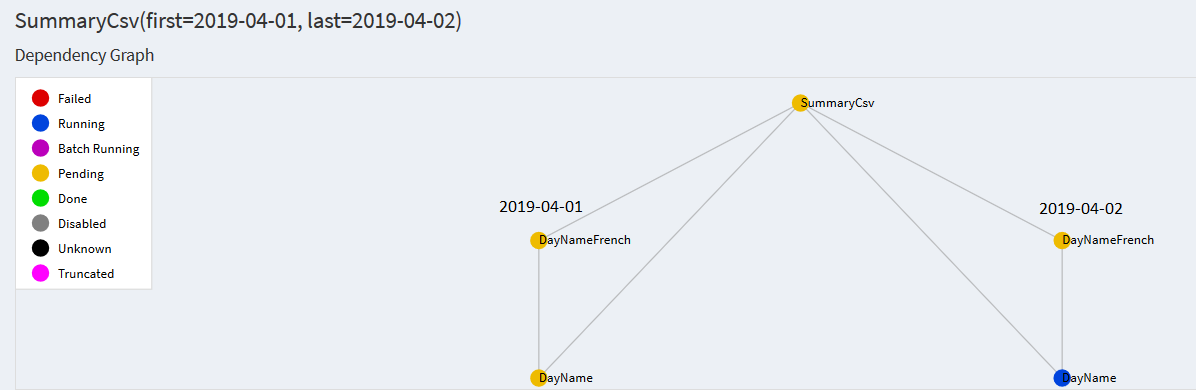 SummaryCsv(first=2019-04-01, last=2019-04-02)
Dependency Graph
Failed
Running
Batch Running
Pending
Done
Disabled
Unknown
Truncated
SummaryCsv
2019-04-01
2019-04-02
DayNameFrench
DayNameFrench
DayName
DayName